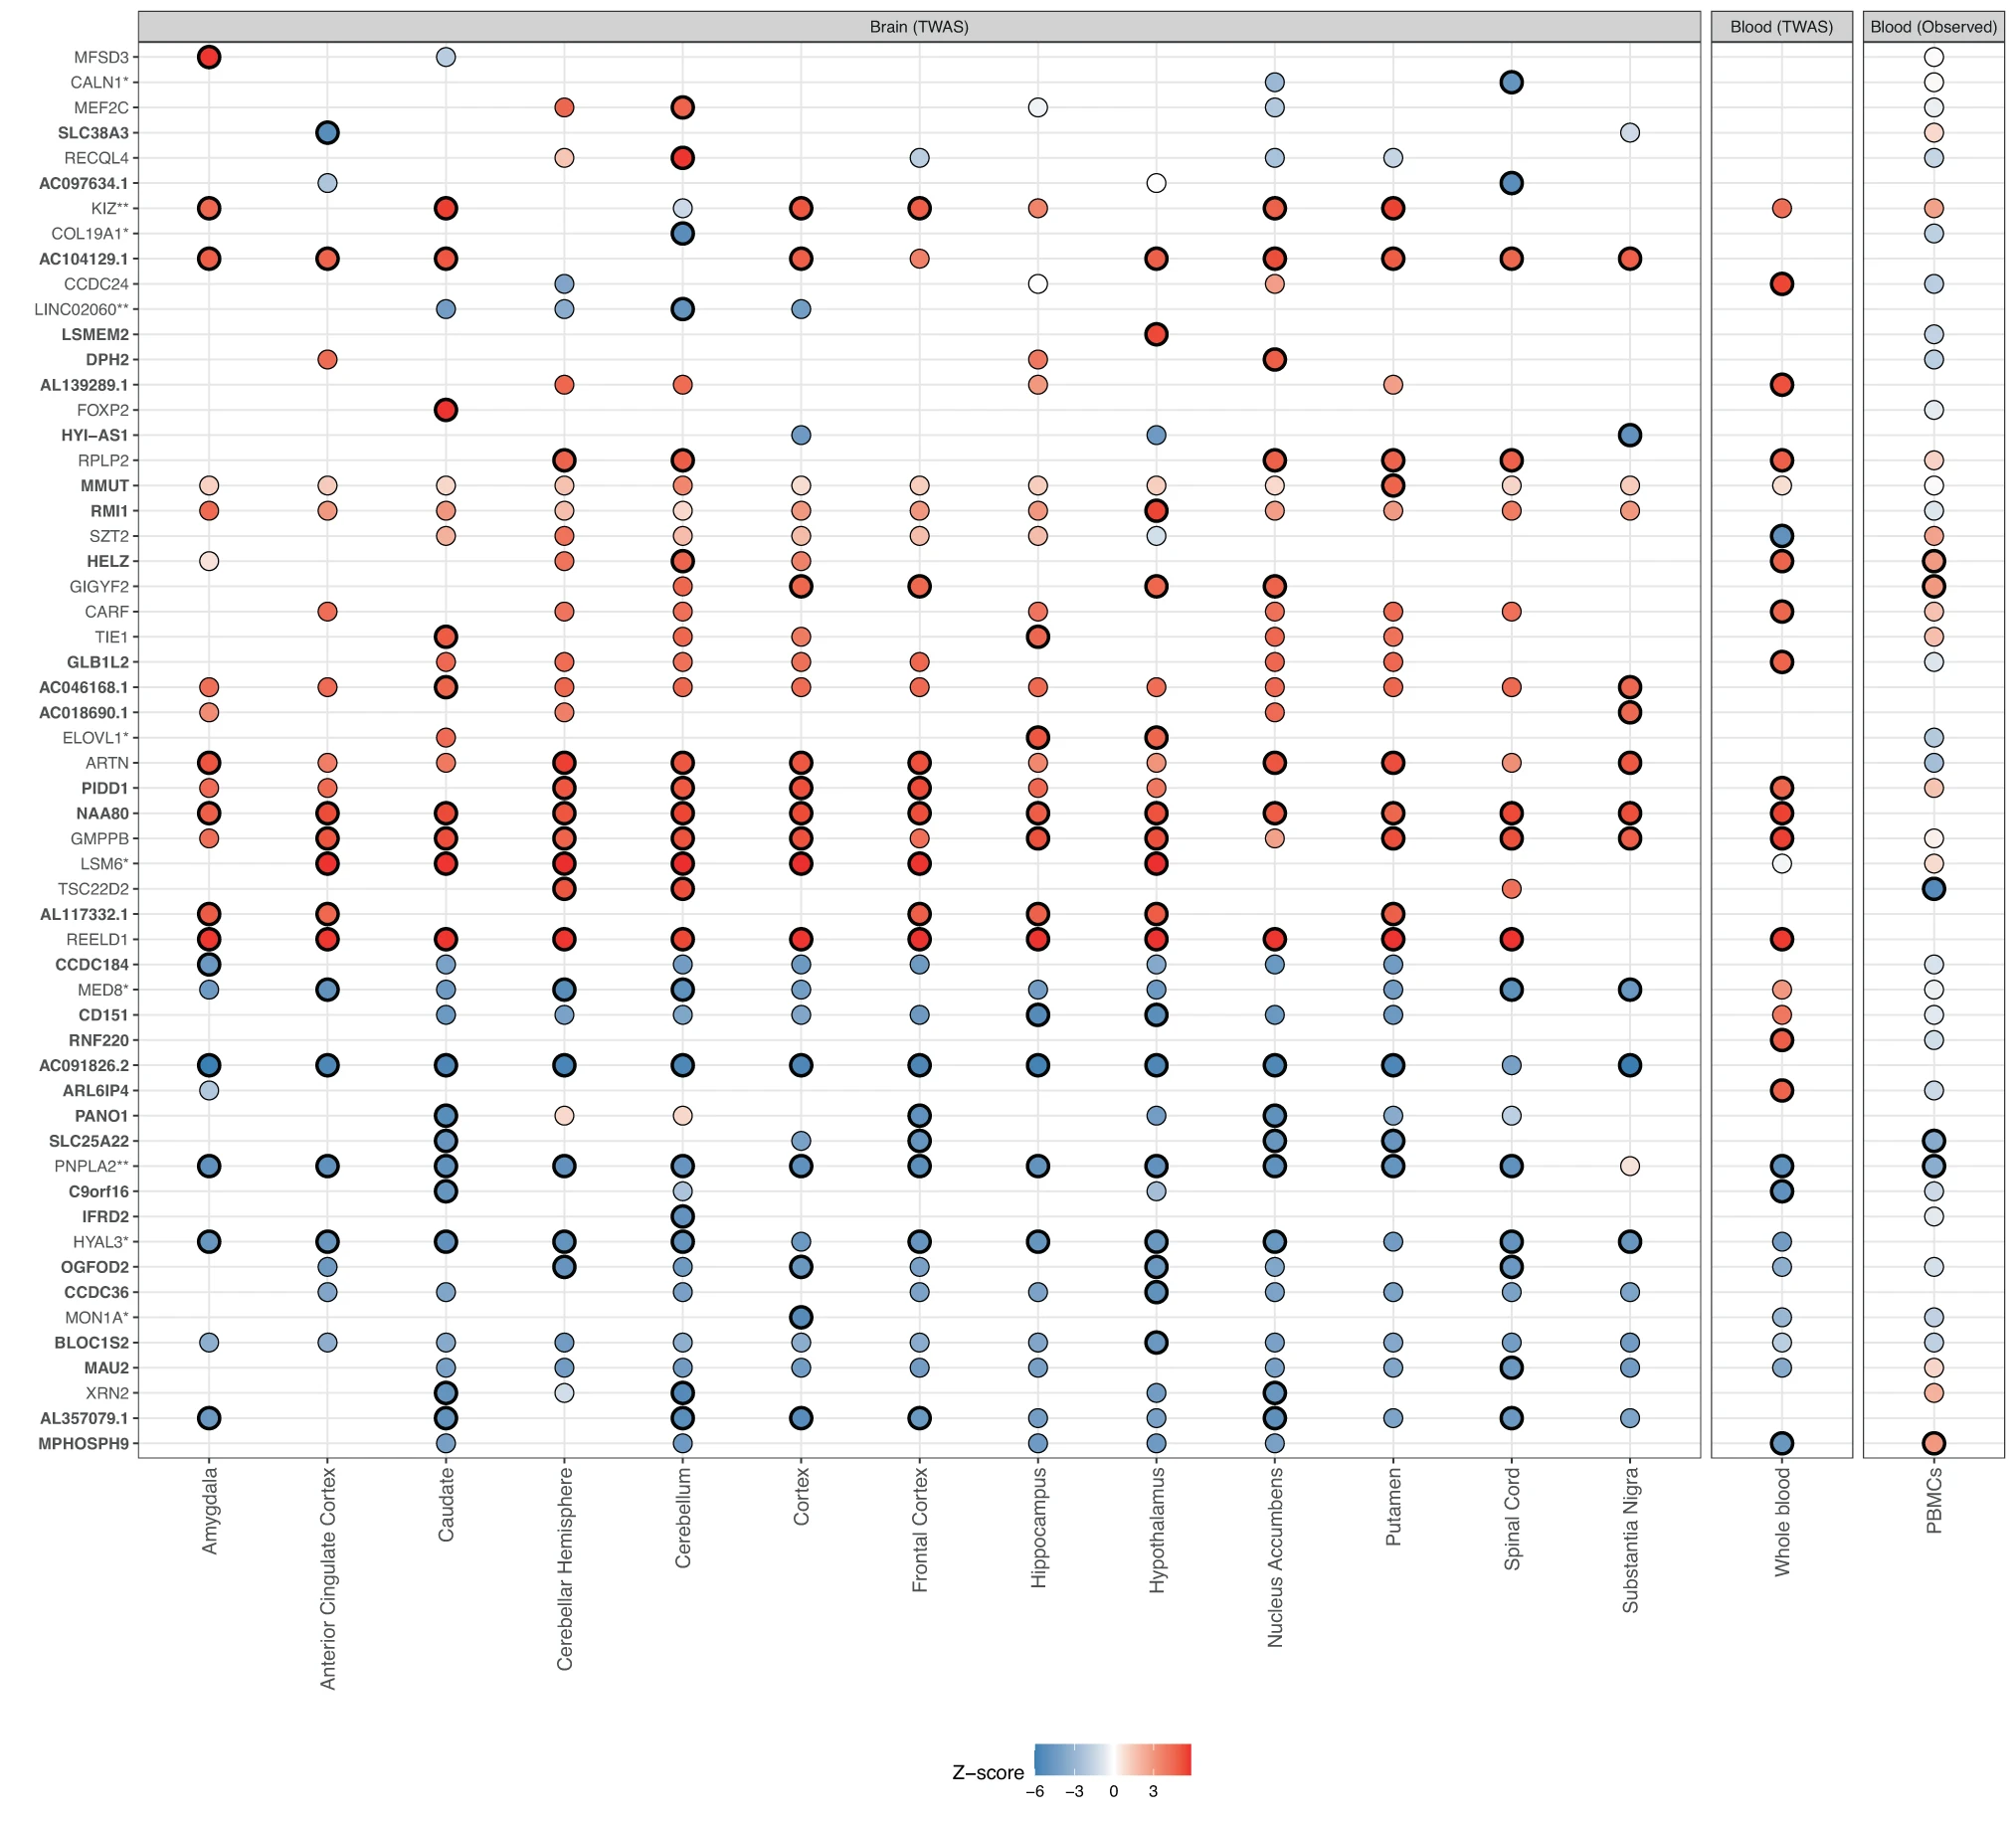 Brain (TWAS) Blood (TWAS) Blood (Observed)
MFSD3
CALN1*
MEF2C
SLC38A3
RECQL4
AC097634.1
KIZ**
COL19A1*
AC104129.1
CCDC24
LINC02060**
LSMEM2
DPH2
AL139289.1
FOXP2
HYI−AS1
RPLP2
MMUT
RMI1
SZT2
HELZ
GIGYF2
CARF
TIE1
GLB1L2
AC046168.1
AC018690.1
ELOVL1*
ARTN
PIDD1
NAA80
GMPPB
LSM6*
TSC22D2
AL117332.1
REELD1
CCDC184
MED8*
CD151
RNF220
AC091826.2
ARL6IP4
PANO1
SLC25A22
PNPLA2**
C9orf16
IFRD2
HYAL3*
OGFOD2
CCDC36
MON1A*
BLOC1S2
MAU2
XRN2
AL357079.1
MPHOSPH9
Amygdala
Anterior Cingulate Cortex
Caudate
Cerebellar Hemisphere
Cerebellum
Cortex
Frontal Cortex
Hippocampus
Hypothalamus
Nucleus Accumbens
Putamen
Spinal Cord
Substantia Nigra
Whole blood
PBMCs
Z−score
−6 −3 0 3